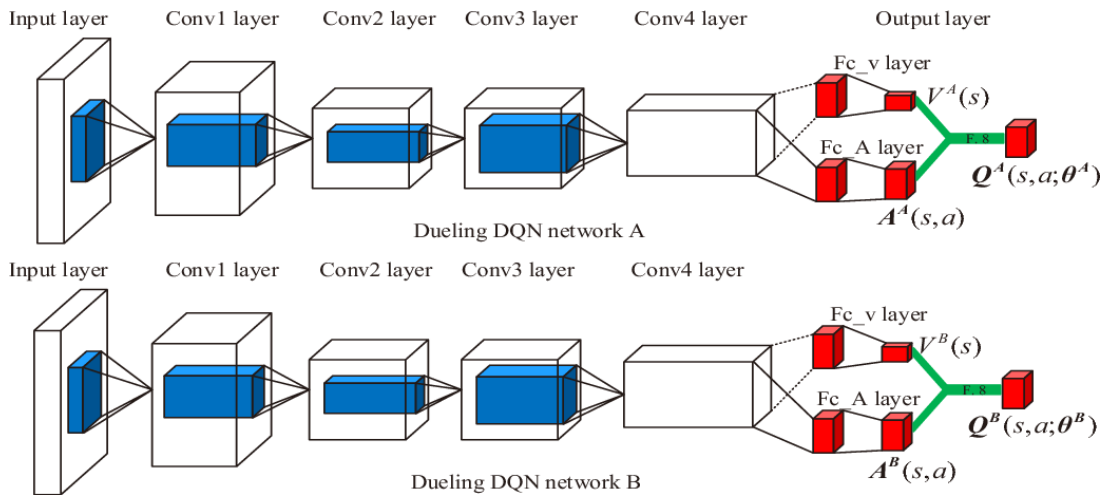 Input layer Conv1 layer Conv2 layer Conv3 layer Conv4 layer Output layer
Fc_v layer
V^A(s)
F. 8
Fc_A layer
Q^A(s,a;θ^A)
A^A(s,a)
Dueling DQN network A
Input layer Conv1 layer Conv2 layer Conv3 layer Conv4 layer
Fc_v layer
V^B(s)
F. 8
Fc_A layer
Q^B(s,a;θ^B)
A^B(s,a)
Dueling DQN network B